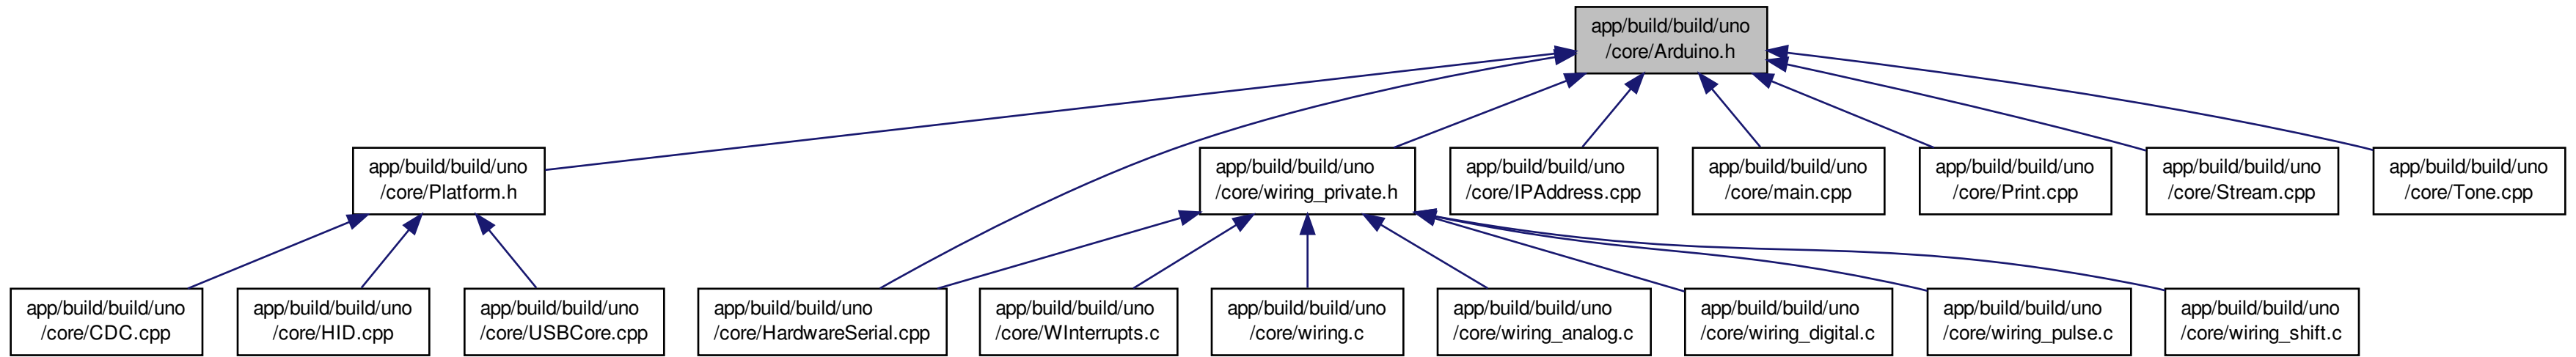 app/build/build/uno
/core/Arduino.h
app/build/build/uno
/core/Platform.h
app/build/build/uno
/core/wiring_private.h
app/build/build/uno
/core/IPAddress.cpp
app/build/build/uno
/core/main.cpp
app/build/build/uno
/core/Print.cpp
app/build/build/uno
/core/Stream.cpp
app/build/build/uno
/core/Tone.cpp
app/build/build/uno
/core/CDC.cpp
app/build/build/uno
/core/HID.cpp
app/build/build/uno
/core/USBCore.cpp
app/build/build/uno
/core/HardwareSerial.cpp
app/build/build/uno
/core/WInterrupts.c
app/build/build/uno
/core/wiring.c
app/build/build/uno
/core/wiring_analog.c
app/build/build/uno
/core/wiring_digital.c
app/build/build/uno
/core/wiring_pulse.c
app/build/build/uno
/core/wiring_shift.c